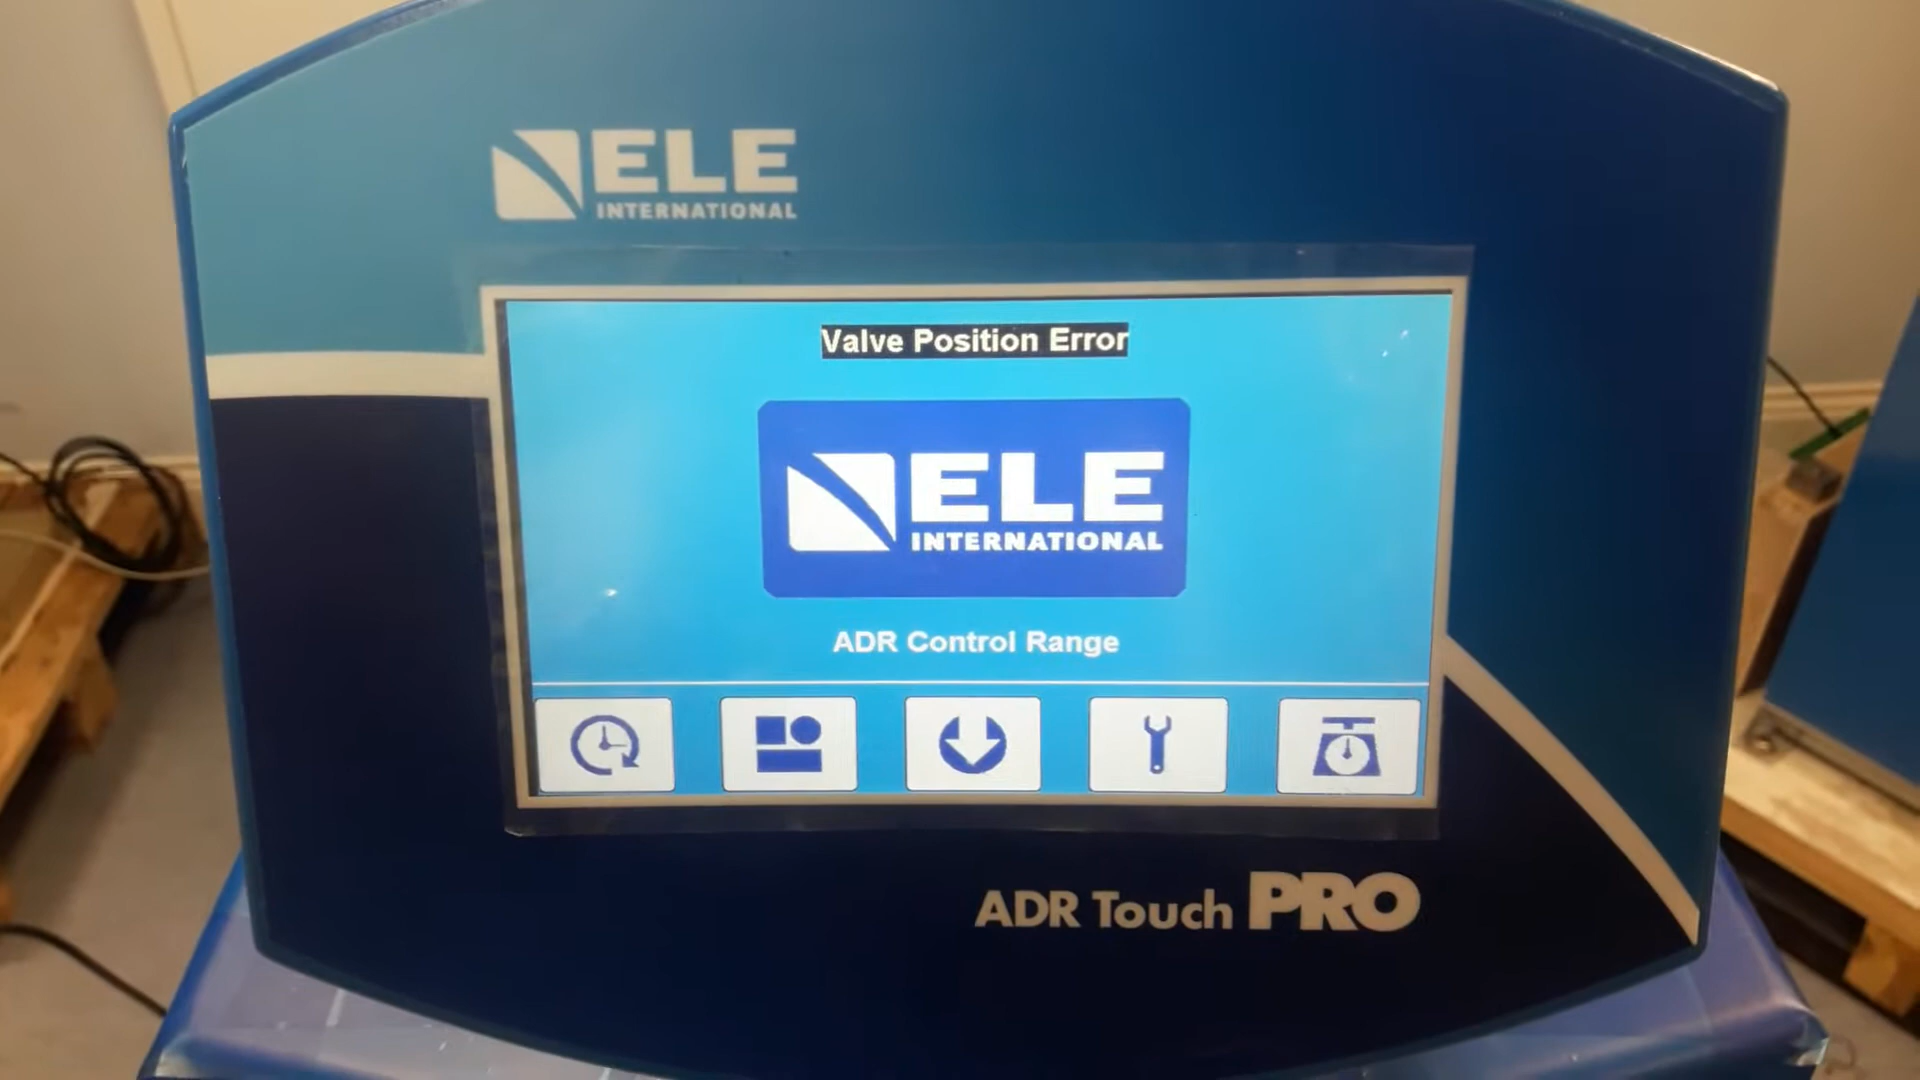 ELE
INTERNATIONAL
Valve Position Error
ELE
INTERNATIONAL
ADR Control Range
ADR Touch PRO